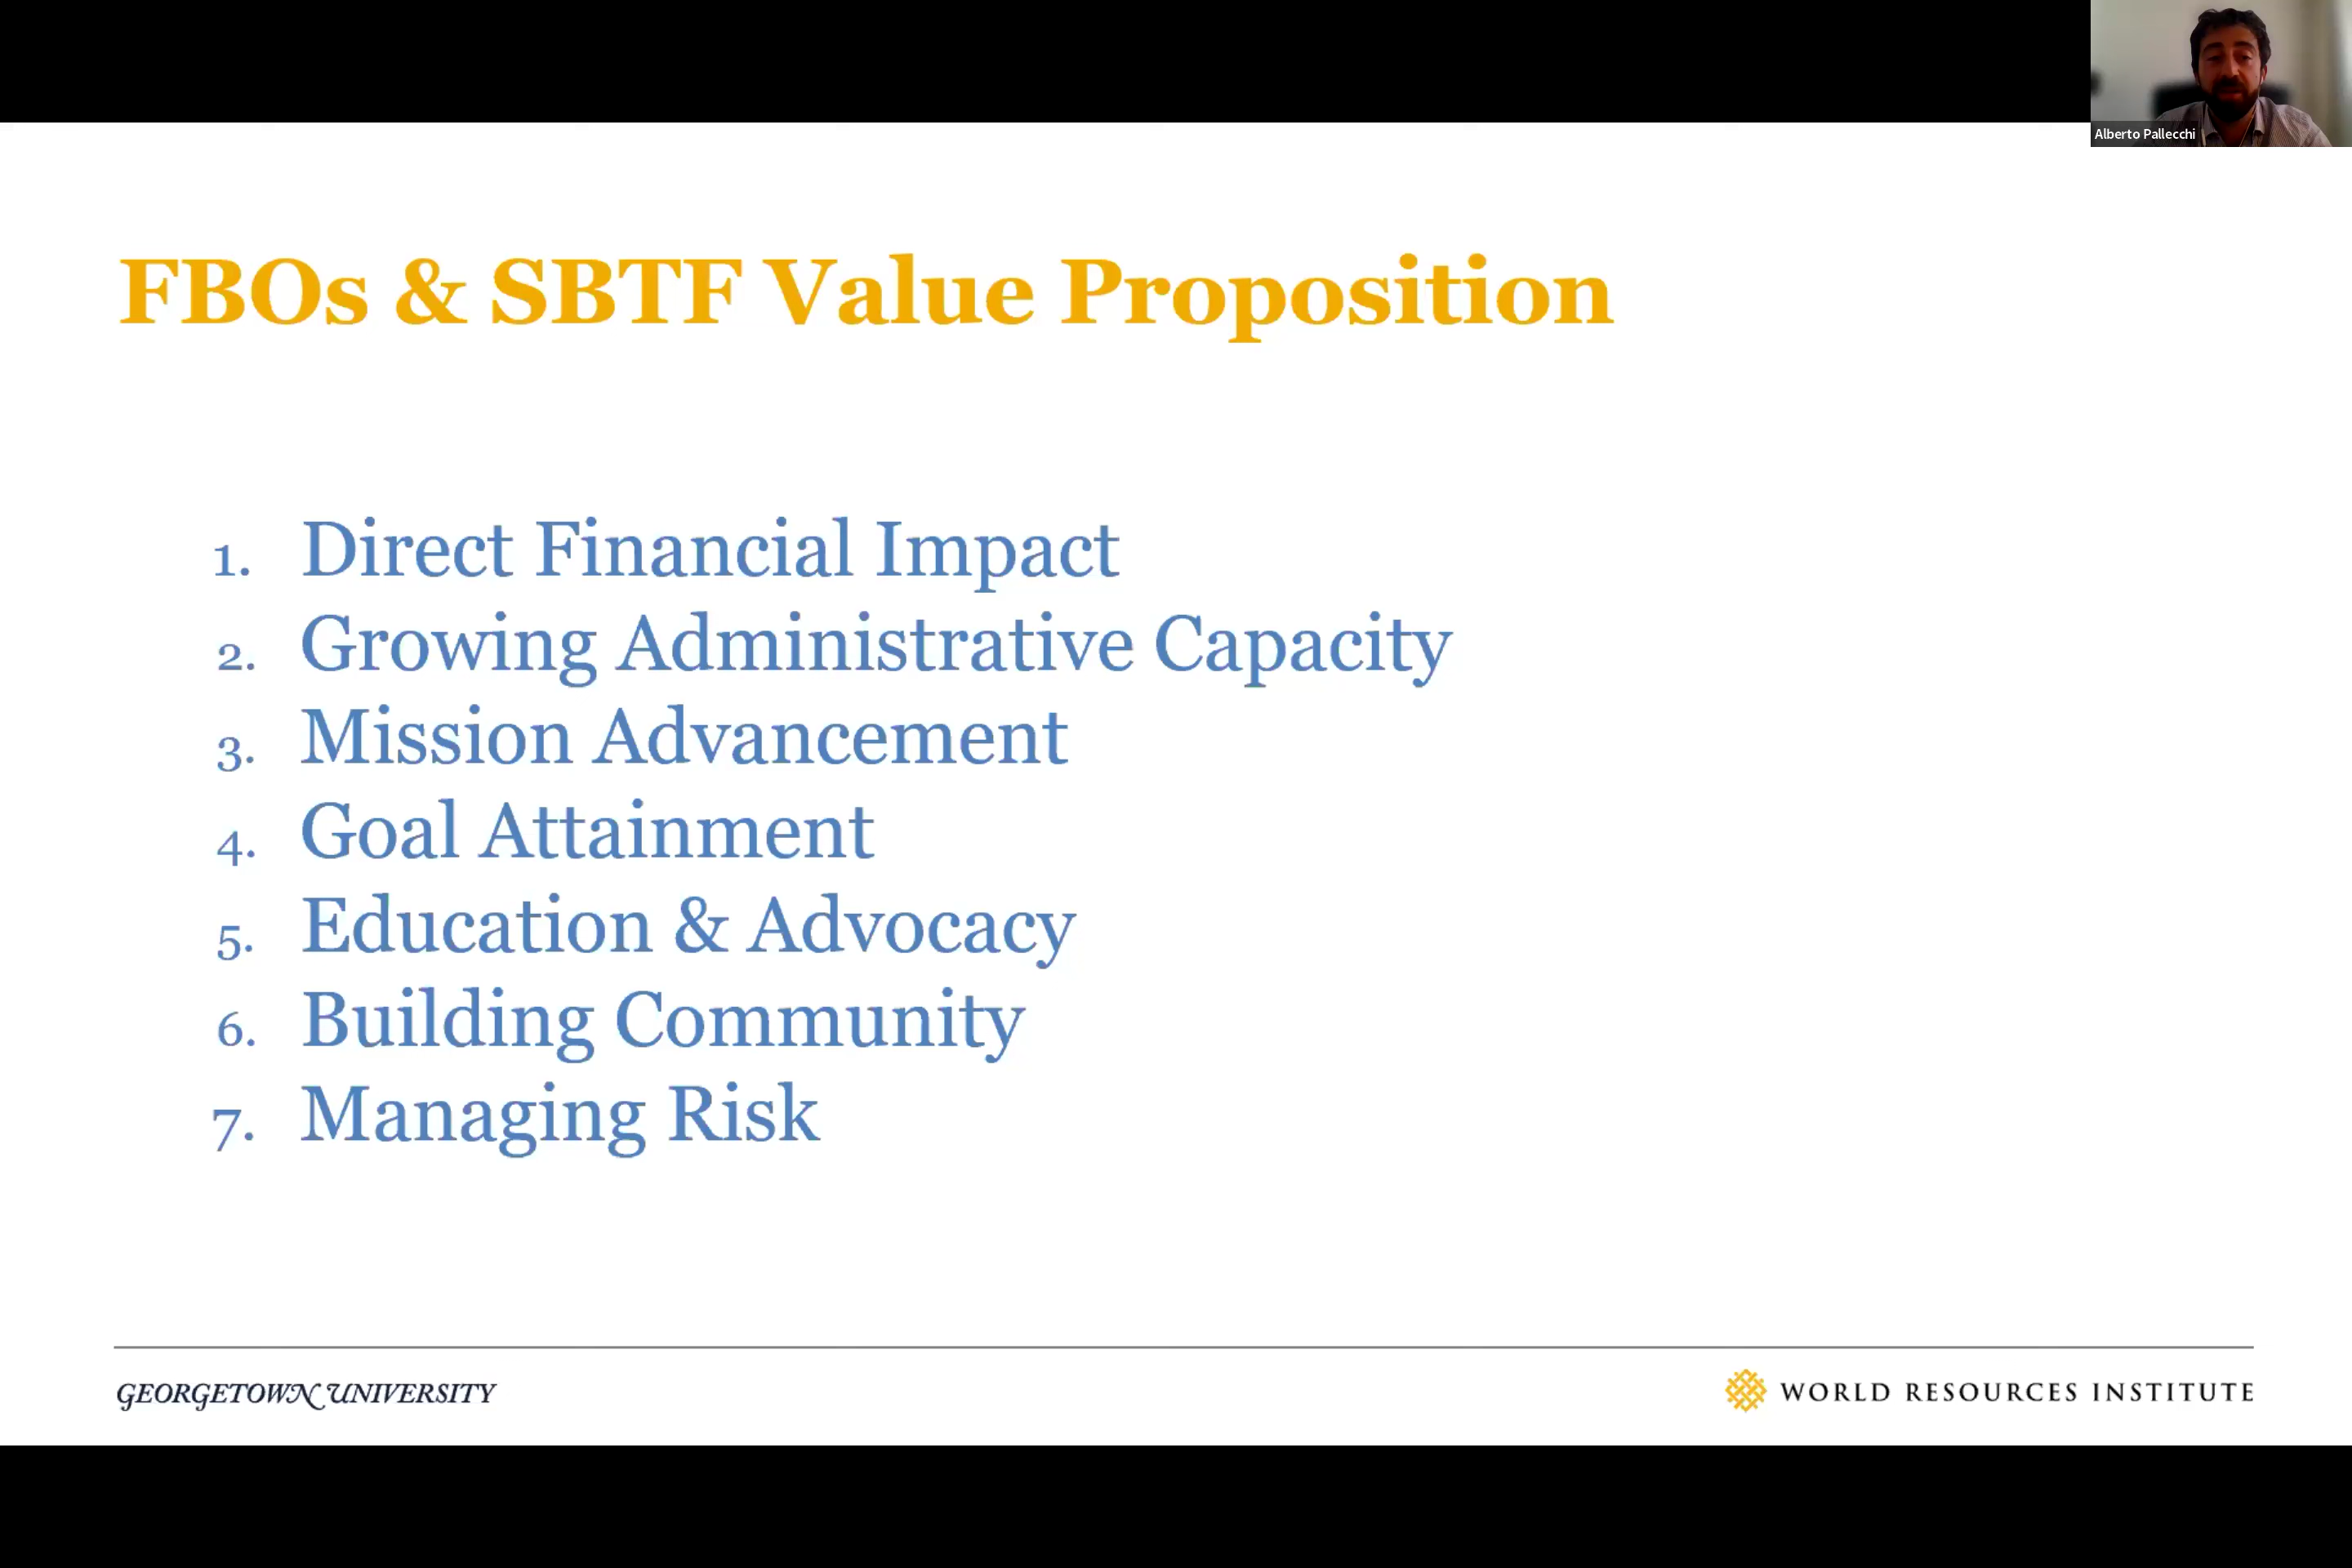 Alberto Pallecchi
FBOs & SBTF Value Proposition
1. Direct Financial Impact
2. Growing Administrative Capacity
3. Mission Advancement
4. Goal Attainment
5. Education & Advocacy
6. Building Community
7. Managing Risk
GEORGETOWN UNIVERSITY
WORLD RESOURCES INSTITUTE